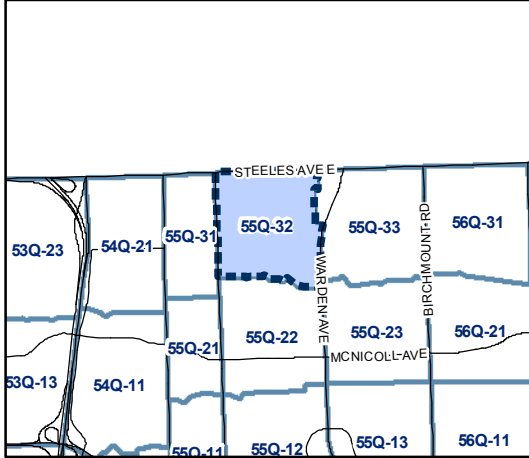 STEELES AVE E
53Q-23
54Q-21
55Q-31
55Q-32
55Q-33
56Q-31
BIRCHMOUNT RD
WARDEN AVE
55Q-21
55Q-22
55Q-23
56Q-21
MCNICOLL AVE
53Q-13
54Q-11
55Q-11
55Q-12
55Q-13
56Q-11